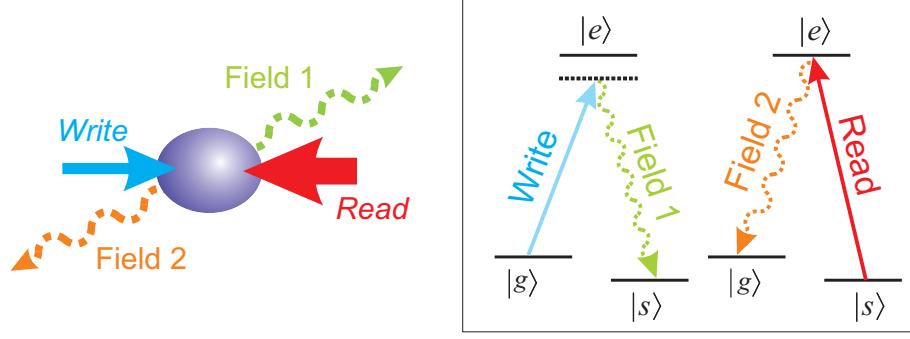 Field 1
Write
Read
Field 2
|e⟩
|e⟩
Write
Field 1
Field 2
Read
|g⟩
|s⟩
|g⟩
|s⟩